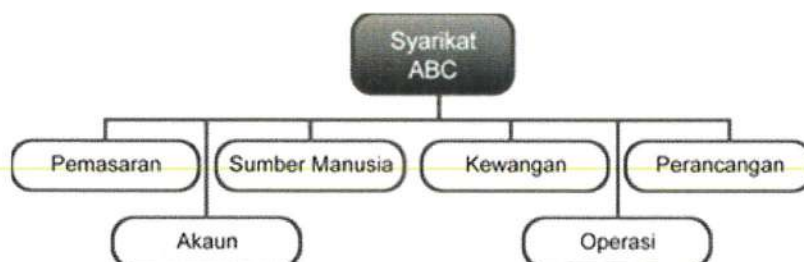 Syarikat
ABC
Pemasaran
Sumber Manusia
Kewangan
Perancangan
Akaun
Operasi